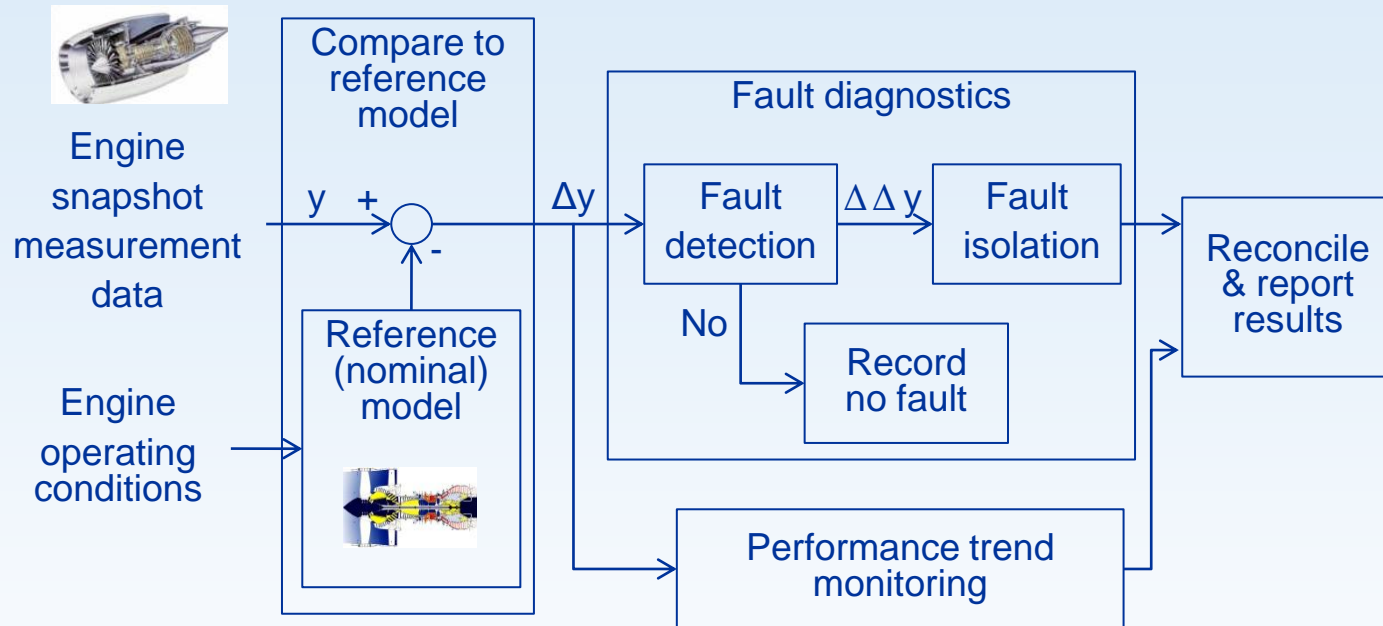 Compare to
reference
model
Fault diagnostics
Engine
snapshot
measurement
data
y
+
-
Δy
Fault
detection
Δ Δ y
Fault
isolation
Reconcile
& report
results
No
Record
no fault
Reference
(nominal)
model
Engine
operating
conditions
Performance trend
monitoring